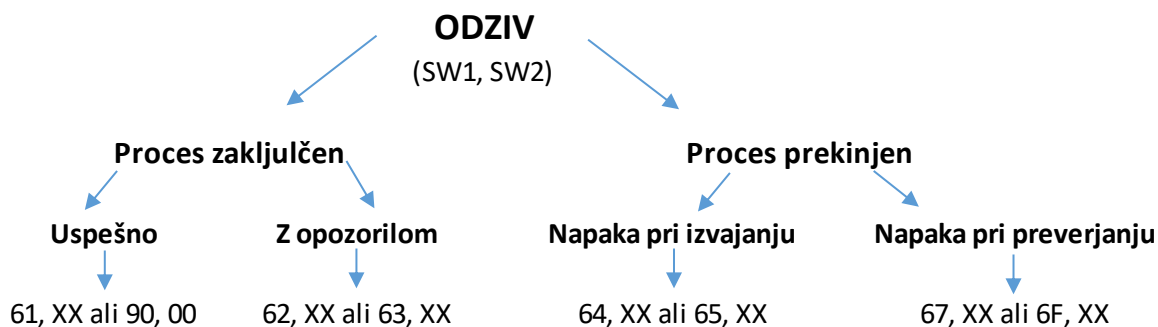 ODZIV
(SW1, SW2)
Proces zaključlen
Proces prekinjen
Uspešno
Z opozorilom
Napaka pri izvajanju
Napaka pri preverjanju
61, XX ali 90, 00
62, XX ali 63, XX
64, XX ali 65, XX
67, XX ali 6F, XX